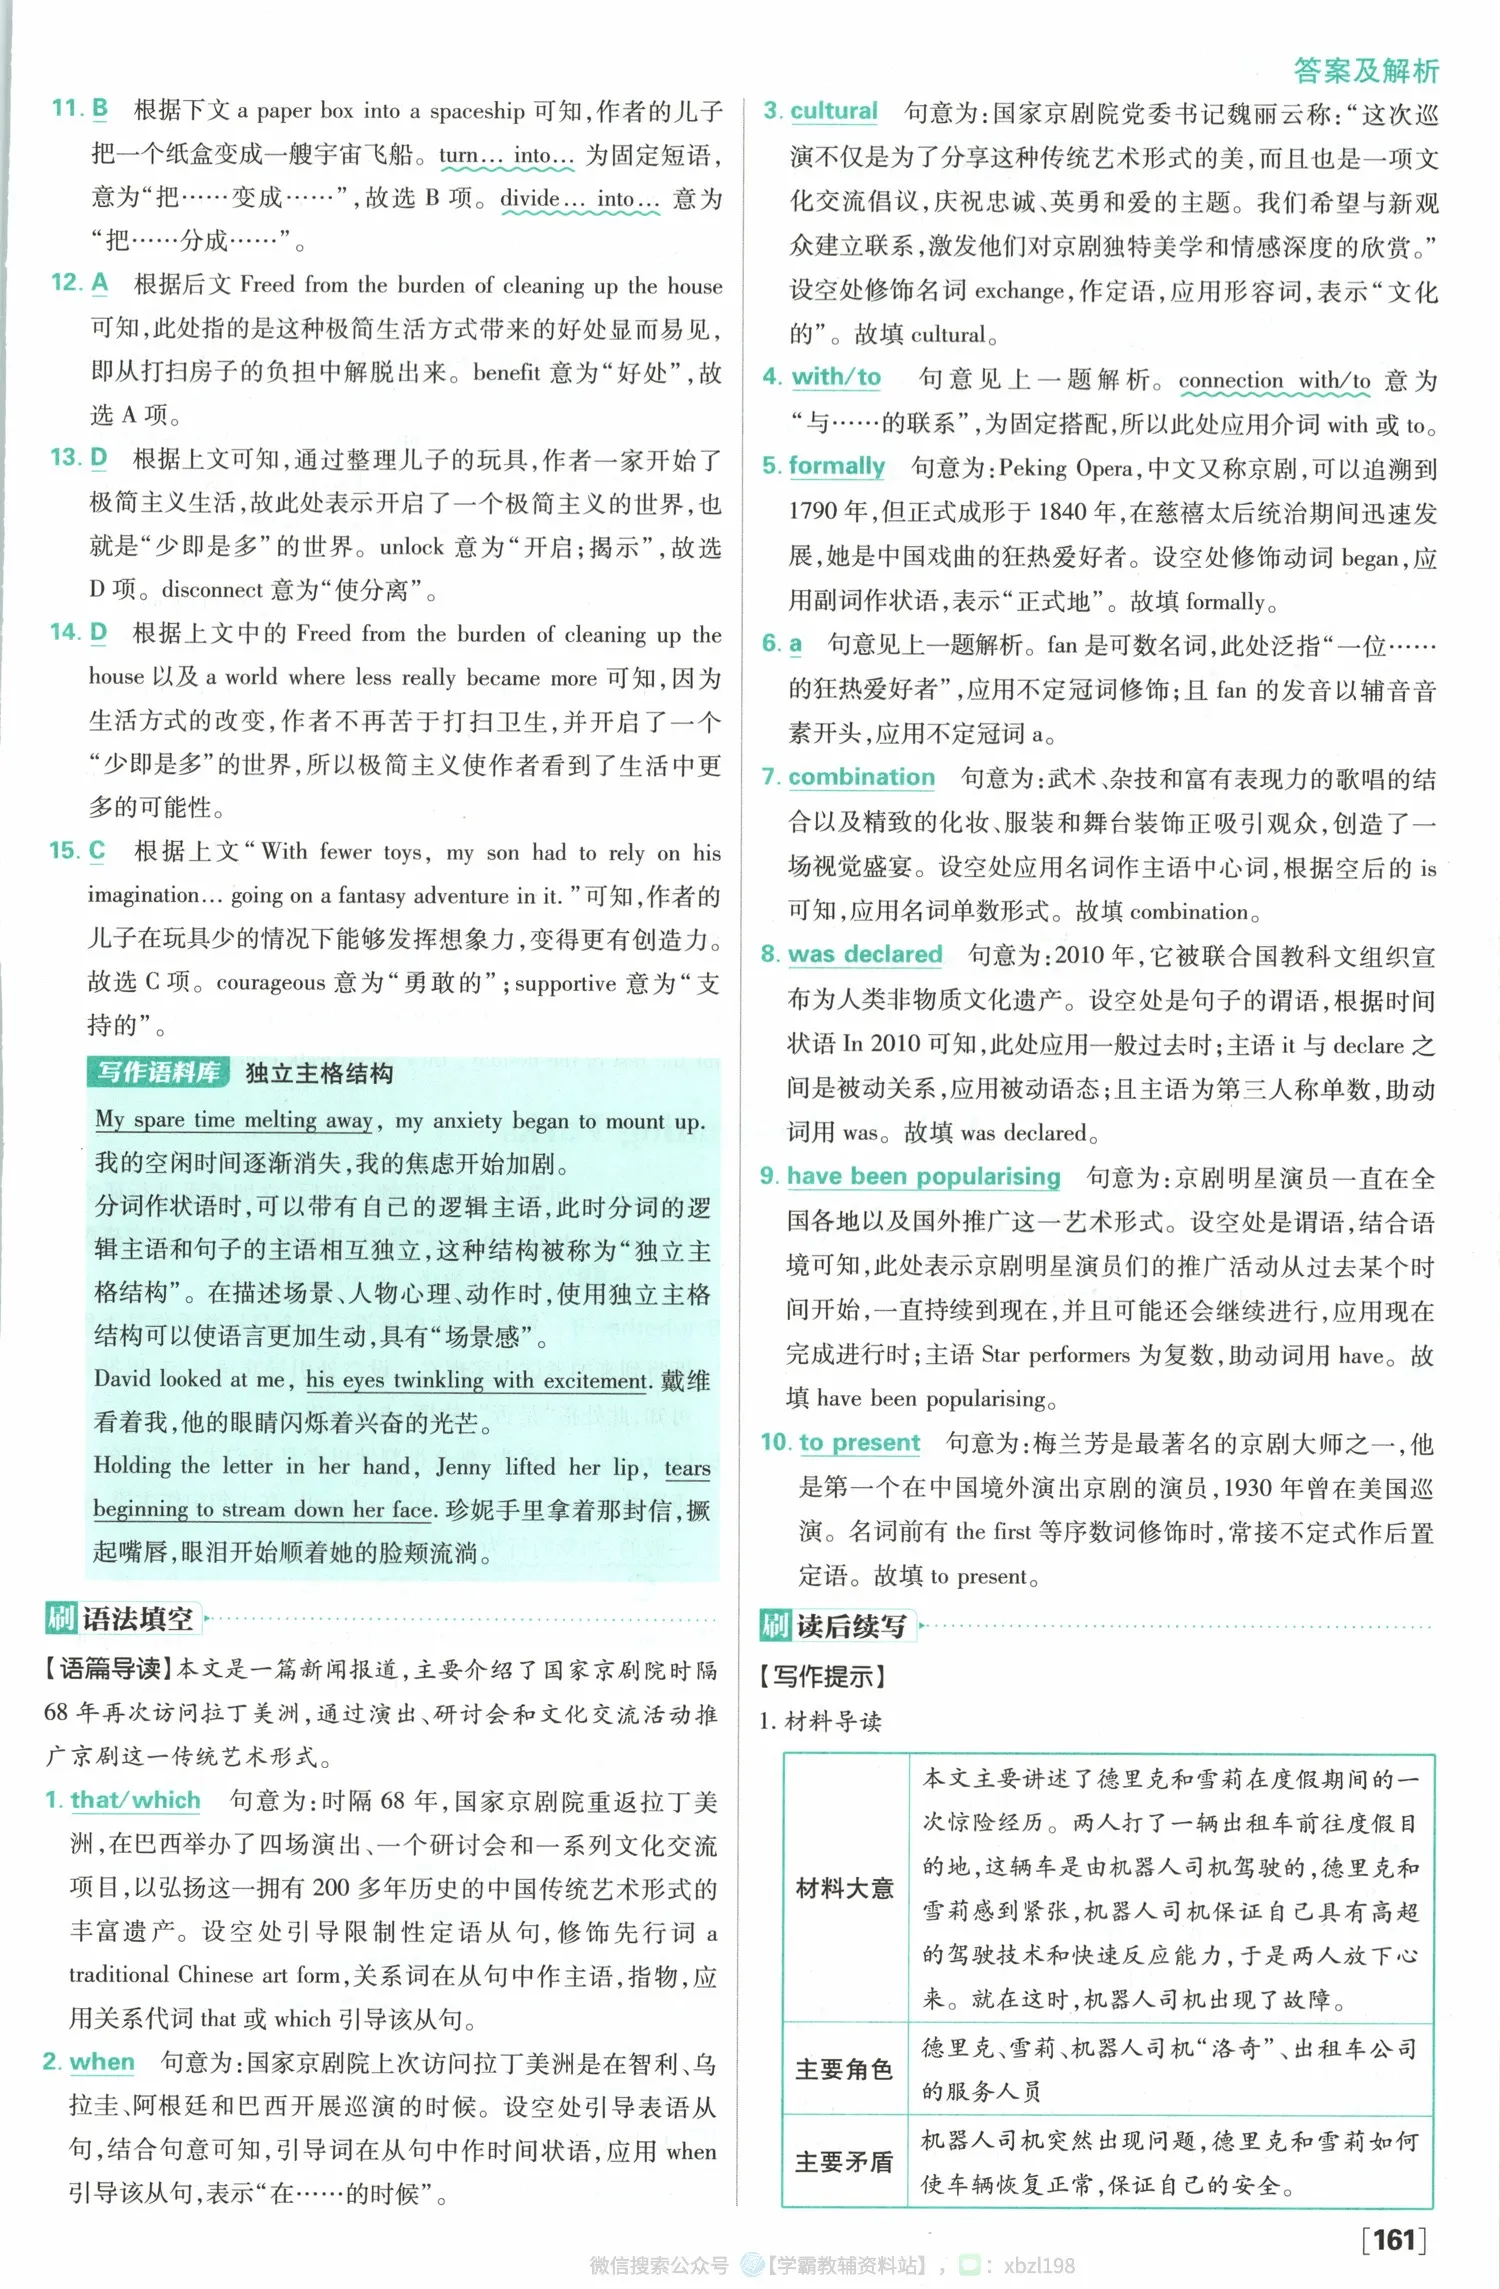 答案及解析
11. B 根据下文 a paper box into a spaceship 可知,作者的儿子
把一个纸盒变成一艘宇宙飞船。turn… into… 为固定短语,
意为“把……变成……”,故选 B 项。divide… into… 意为
“把……分成……”。
12. A 根据后文 Freed from the burden of cleaning up the house
可知,此处指的是这种极简生活方式带来的好处显而易见,
即从打扫房子的负担中解脱出来。benefit 意为“好处”,故
选 A 项。
13. D 根据上文可知,通过整理儿子的玩具,作者一家开始了
极简主义生活,故此处表示开启了一个极简主义的世界,也
就是“少即是多”的世界。unlock 意为“开启;揭示”,故选
D 项。disconnect 意为“使分离”。
14. D 根据上文中的 Freed from the burden of cleaning up the
house 以及 a world where less really became more 可知,因为
生活方式的改变,作者不再苦于打扫卫生,并开启了一个
“少即是多”的世界,所以极简主义使作者看到了生活中更
多的可能性。
15. C 根据上文“With fewer toys, my son had to rely on his
imagination… going on a fantasy adventure in it.”可知,作者的
儿子在玩具少的情况下能够发挥想象力,变得更有创造力。
故选 C 项。courageous 意为“勇敢的”;supportive 意为“支
持的”。
写作语料库 独立主格结构
My spare time melting away, my anxiety began to mount up.
我的空闲时间逐渐消失,我的焦虑开始加剧。
分词作状语时,可以带有自己的逻辑主语,此时分词的逻
辑主语和句子的主语相互独立,这种结构被称为“独立主
格结构”。在描述场景、人物心理、动作时,使用独立主格
结构可以使语言更加生动,具有“场景感”。
David looked at me, his eyes twinkling with excitement. 戴维
看着我,他的眼睛闪烁着兴奋的光芒。
Holding the letter in her hand, Jenny lifted her lip, tears
beginning to stream down her face. 珍妮手里拿着那封信,撅
起嘴唇,眼泪开始顺着她的脸颊流淌。
刷 语法填空
【语篇导读】本文是一篇新闻报道,主要介绍了国家京剧院时隔
68 年再次访问拉丁美洲,通过演出、研讨会和文化交流活动推
广京剧这一传统艺术形式。
1. that/which 句意为:时隔 68 年,国家京剧院重返拉丁美
洲,在巴西举办了四场演出、一个研讨会和一系列文化交流
项目,以弘扬这一拥有 200 多年历史的中国传统艺术形式的
丰富遗产。设空处引导限制性定语从句,修饰先行词 a
traditional Chinese art form,关系词在从句中作主语,指物,应
用关系代词 that 或 which 引导该从句。
2. when 句意为:国家京剧院上次访问拉丁美洲是在智利、乌
拉圭、阿根廷和巴西开展巡演的时候。设空处引导表语从
句,结合句意可知,引导词在从句中作时间状语,应用 when
引导该从句,表示“在……的时候”。
3. cultural 句意为:国家京剧院党委书记魏丽云称:“这次巡
演不仅是为了分享这种传统艺术形式的美,而且也是一项文
化交流倡议,庆祝忠诚、英勇和爱的主题。我们希望与新观
众建立联系,激发他们对京剧独特美学和情感深度的欣赏。”
设空处修饰名词 exchange,作定语,应用形容词,表示“文化
的”。故填 cultural。
4. with/to 句意见上一题解析。connection with/to 意为
“与……的联系”,为固定搭配,所以此处应用介词 with 或 to。
5. formally 句意为:Peking Opera,中文又称京剧,可以追溯到
1790 年,但正式成形于 1840 年,在慈禧太后统治期间迅速发
展,她是中国戏曲的狂热爱好者。设空处修饰动词 began,应
用副词作状语,表示“正式地”。故填 formally。
6. a 句意见上一题解析。fan 是可数名词,此处泛指“一位……
的狂热爱好者”,应用不定冠词修饰;且 fan 的发音以辅音音
素开头,应用不定冠词 a。
7. combination 句意为:武术、杂技和富有表现力的歌唱的结
合以及精致的化妆、服装和舞台装饰正吸引观众,创造了一
场视觉盛宴。设空处应用名词作主语中心词,根据空后的 is
可知,应用名词单数形式。故填 combination。
8. was declared 句意为:2010 年,它被联合国教科文组织宣
布为人类非物质文化遗产。设空处是句子的谓语,根据时间
状语 In 2010 可知,此处应用一般过去时;主语 it 与 declare 之
间是被动关系,应用被动语态;且主语为第三人称单数,助动
词用 was。故填 was declared。
9. have been popularising 句意为:京剧明星演员一直在全
国各地以及国外推广这一艺术形式。设空处是谓语,结合语
境可知,此处表示京剧明星演员们的推广活动从过去某个时
间开始,一直持续到现在,并且可能还会继续进行,应用现在
完成进行时;主语 Star performers 为复数,助动词用 have。故
填 have been popularising。
10. to present 句意为:梅兰芳是最著名的京剧大师之一,他
是第一个在中国境外演出京剧的演员,1930 年曾在美国巡
演。名词前有 the first 等序数词修饰时,常接不定式作后置
定语。故填 to present。
刷 读后续写
【写作提示】
1. 材料导读
材料大意
本文主要讲述了德里克和雪莉在度假期间的一
次惊险经历。两人打了一辆出租车前往度假目
的地,这辆车是由机器人司机驾驶的,德里克和
雪莉感到紧张,机器人司机保证自己具有高超
的驾驶技术和快速反应能力,于是两人放下心
来。就在这时,机器人司机出现了故障。
主要角色
德里克、雪莉、机器人司机“洛奇”、出租车公司
的服务人员
主要矛盾
机器人司机突然出现问题,德里克和雪莉如何
使车辆恢复正常,保证自己的安全。
[161]
微信搜索公众号【学霸教辅资料站】,:xbzl198